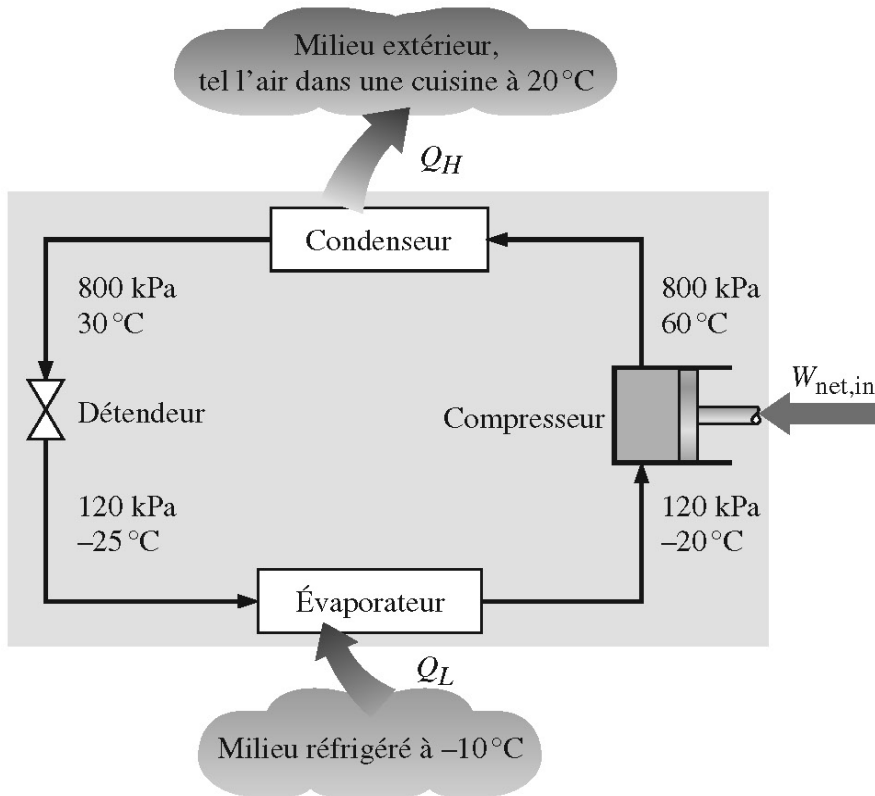 Milieu extérieur,
tel l'air dans une cuisine à 20 °C
Q_H
Condenseur
800 kPa
30 °C
800 kPa
60 °C
Détendeur
Compresseur
W_net,in
120 kPa
–25 °C
120 kPa
–20 °C
Évaporateur
Q_L
Milieu réfrigéré à –10 °C